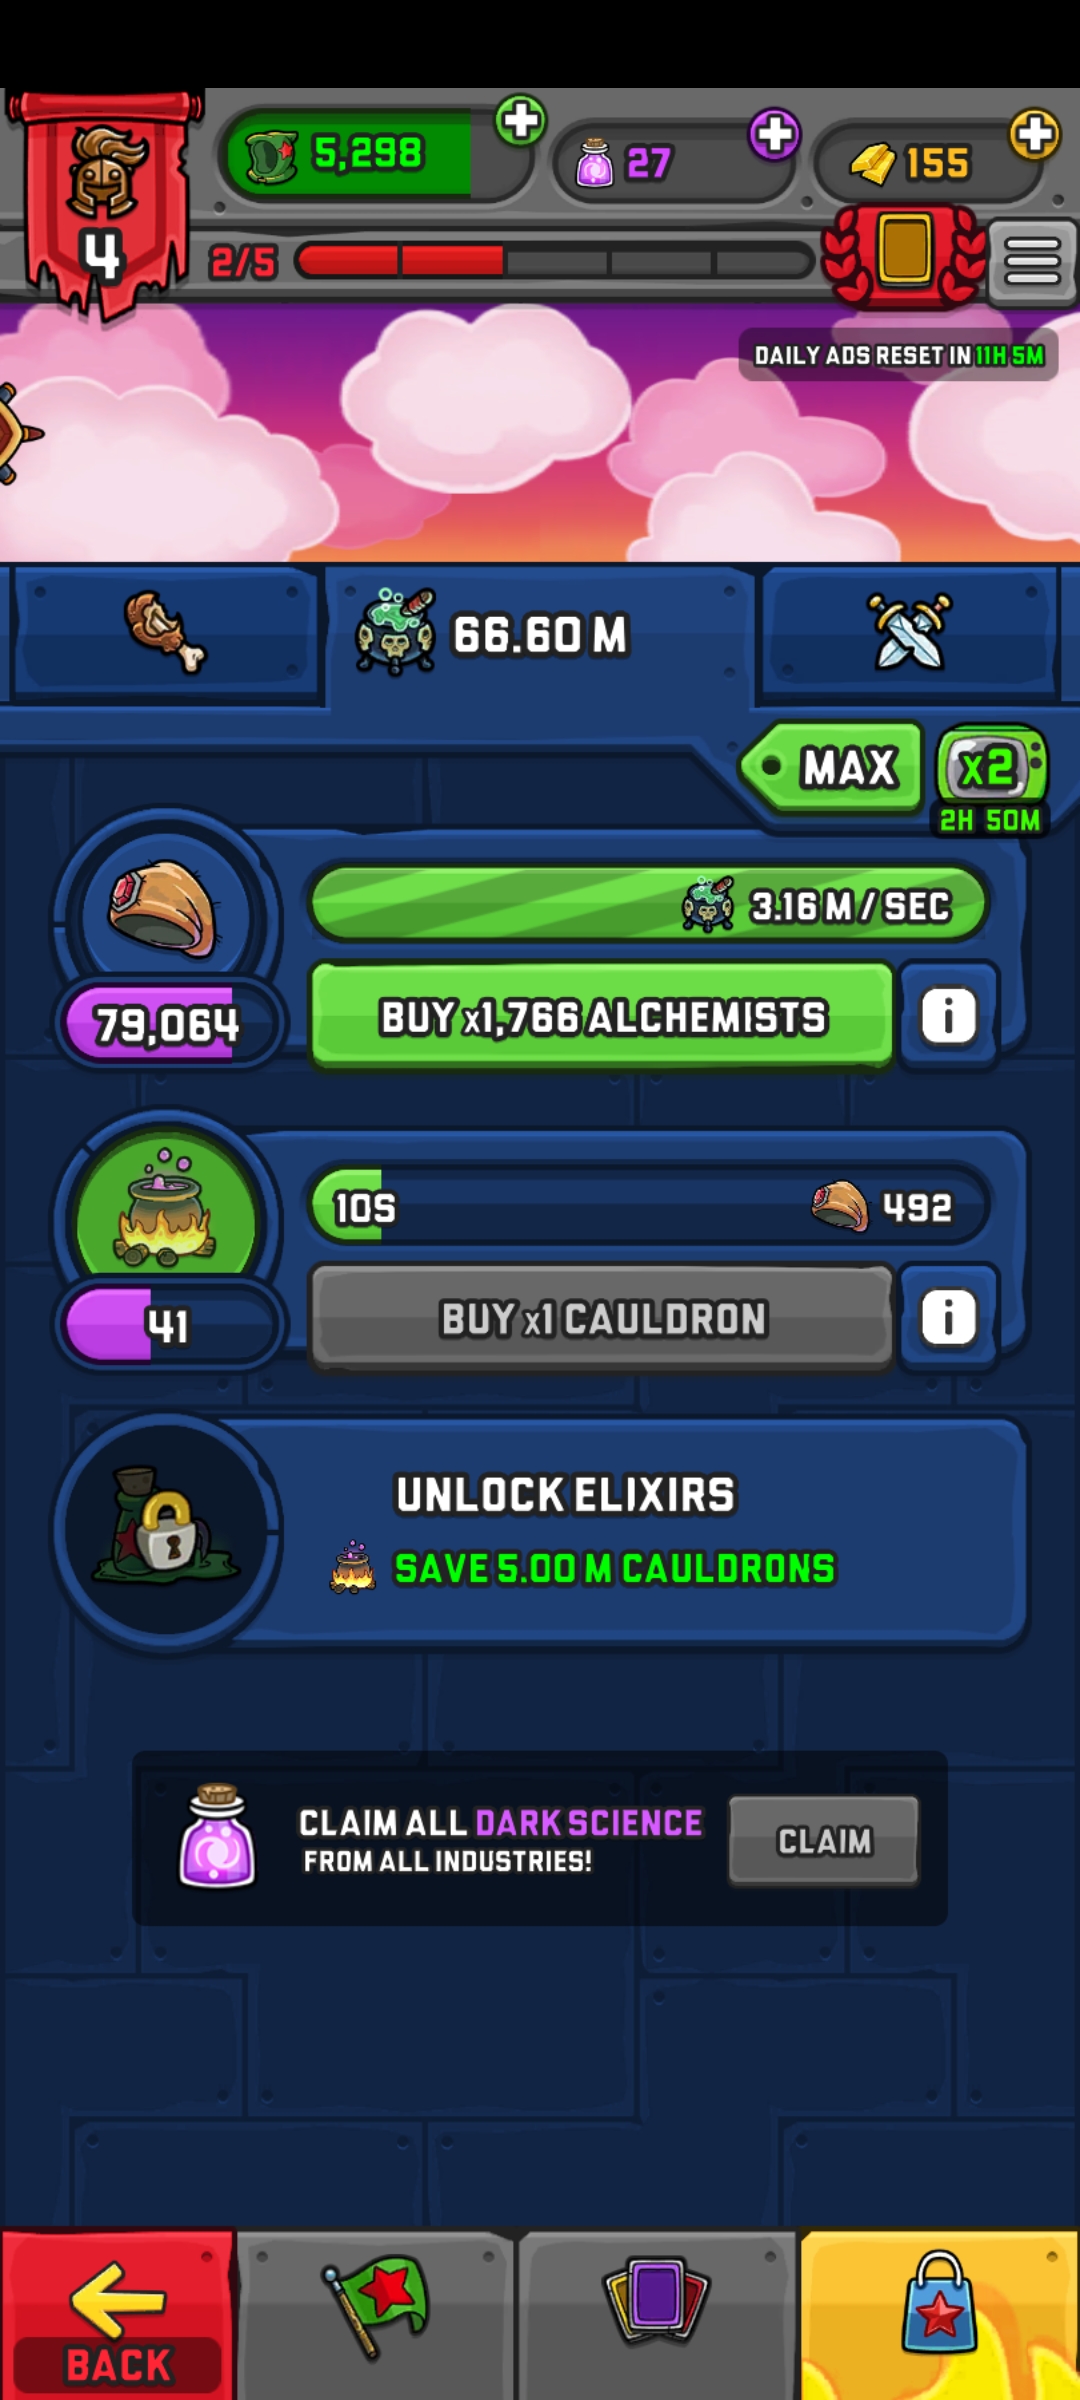 5,298
27
155
4
2/5
DAILY ADS RESET IN 11H 5M
66.60 M
MAX
x2
2H 50M
3.16 M / SEC
79,064
BUY x1,766 ALCHEMISTS
i
10S
492
41
BUY x1 CAULDRON
i
UNLOCK ELIXIRS
SAVE 5.00 M CAULDRONS
CLAIM ALL DARK SCIENCE
FROM ALL INDUSTRIES!
CLAIM
BACK